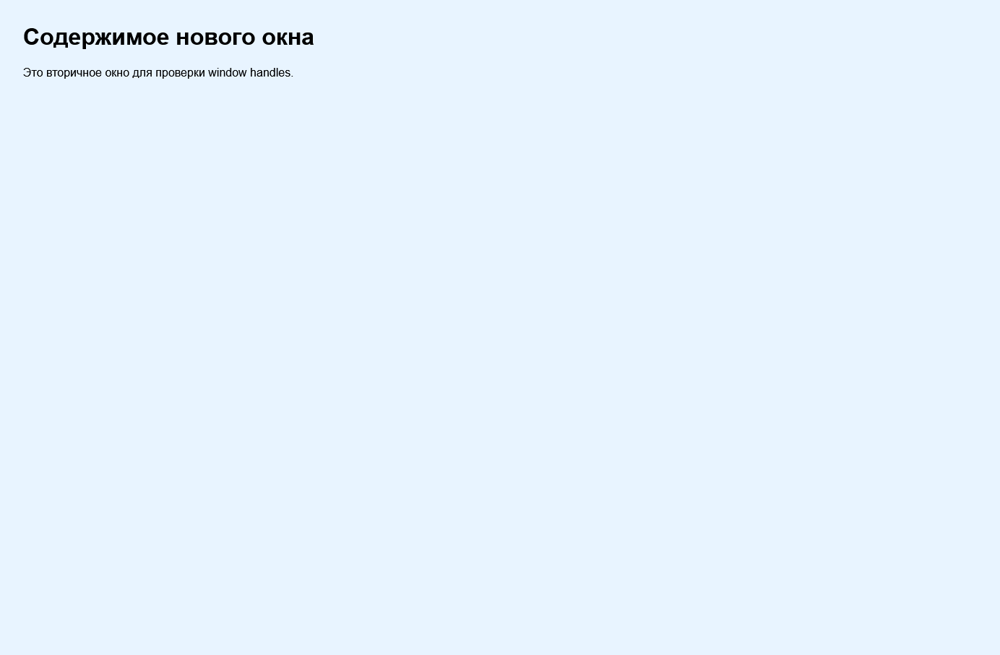 Содержимое нового окна
Это вторичное окно для проверки window handles.